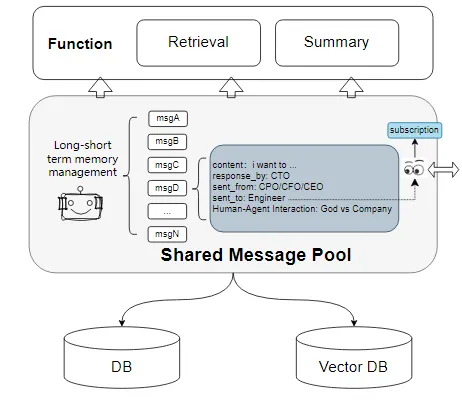 Function
Retrieval
Summary
Long-short
term memory
management
msgA
msgB
msgC
msgD
...
msgN
content: i want to ...
response_by: CTO
sent_from: CPO/CFO/CEO
sent_to: Engineer
Human-Agent Interaction: God vs Company
subscription
Shared Message Pool
DB
Vector DB